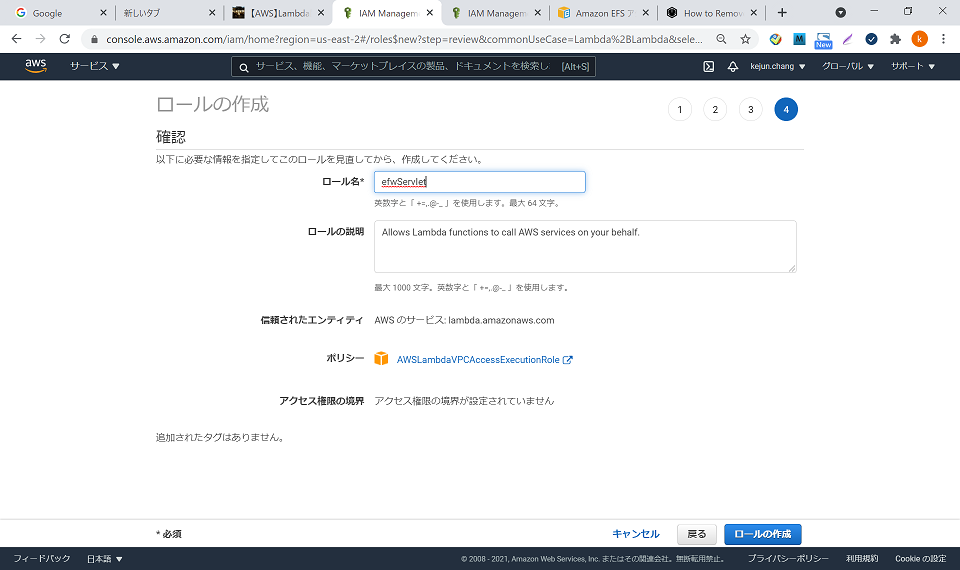 Google
新しいタブ
【AWS】Lambda
IAM Managem
IAM Managem
Amazon EFS フ
How to Remov
console.aws.amazon.com/iam/home?region=us-east-2#/roles$new?step=review&commonUseCase=Lambda%2BLambda&sele...
New
k
aws
サービス
サービス、機能、マーケットプレイスの製品、ドキュメントを検索し
[Alt+S]
kejun.chang
グローバル
サポート
ロールの作成
1
2
3
4
確認
以下に必要な情報を指定してこのロールを見直してから、作成してください。
ロール名*
efwServlet
英数字と「 +=,.@-_ 」を使用します。最大 64 文字。
ロールの説明
Allows Lambda functions to call AWS services on your behalf.
最大 1000 文字。英数字と「 +=,.@-_ 」を使用します。
信頼されたエンティティ
AWS のサービス: lambda.amazonaws.com
ポリシー
AWSLambdaVPCAccessExecutionRole
アクセス権限の境界
アクセス権限の境界が設定されていません
追加されたタグはありません。
* 必須
キャンセル
戻る
ロールの作成
フィードバック
日本語
© 2008 - 2021, Amazon Web Services, Inc. またはその関連会社。無断転用禁止。
プライバシーポリシー
利用規約
Cookie の設定